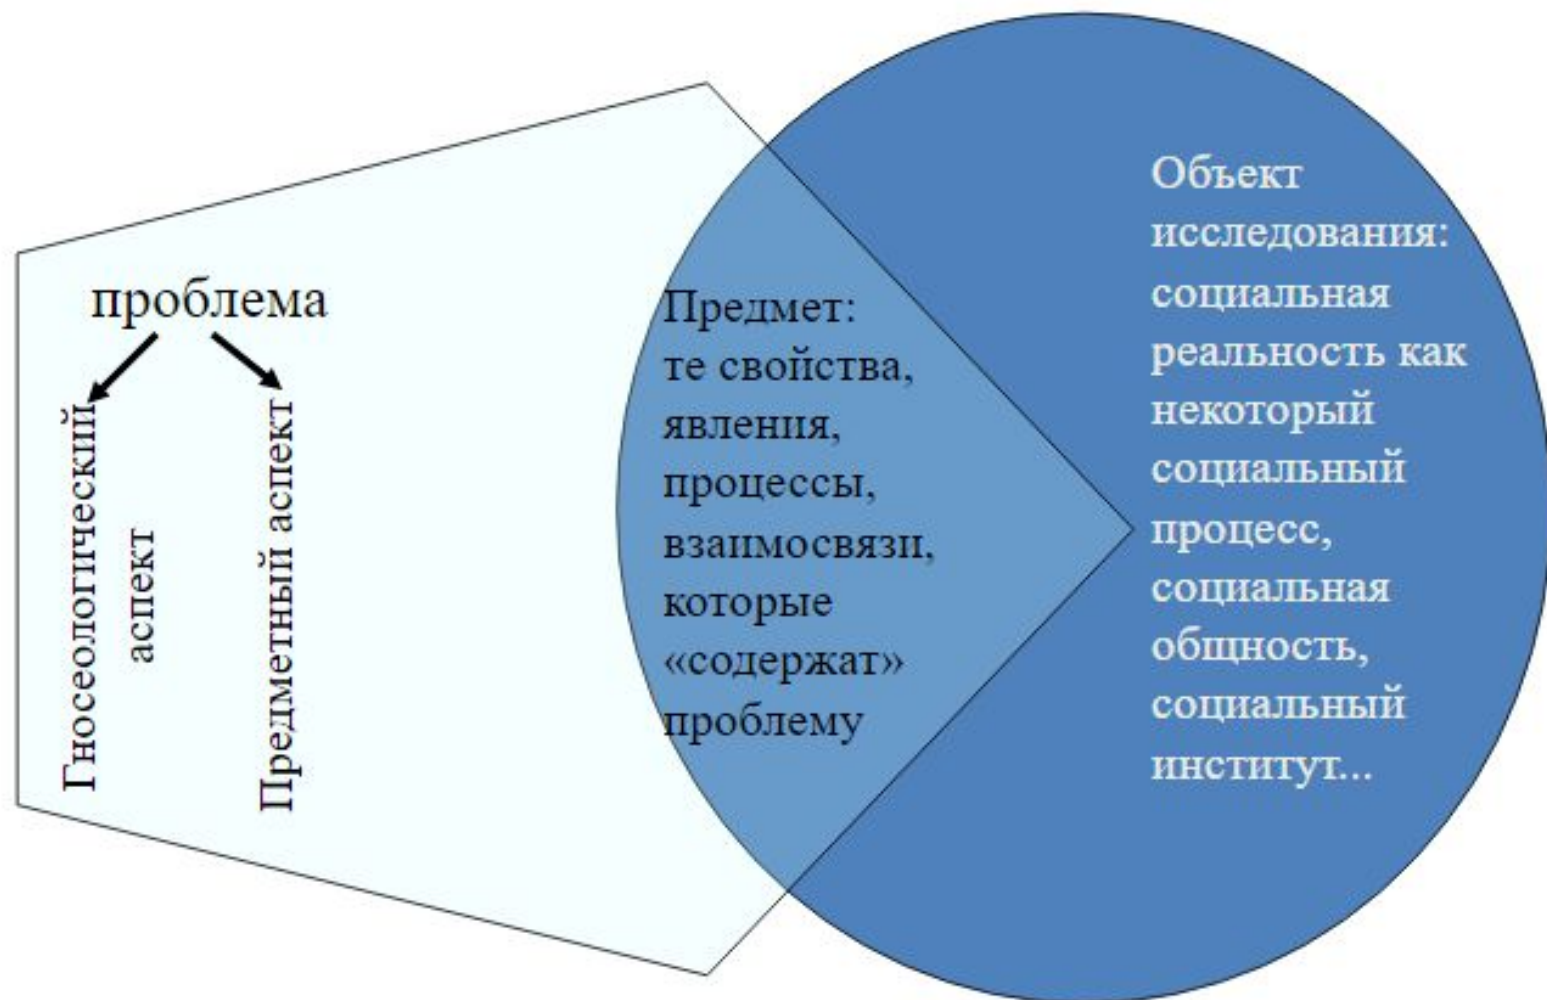 проблема
Гносеологический
аспект
Предметный аспект
Предмет:
те свойства,
явления,
процессы,
взаимосвязи,
которые
«содержат»
проблему
Объект
исследования:
социальная
реальность как
некоторый
социальный
процесс,
социальная
общность,
социальный
институт...